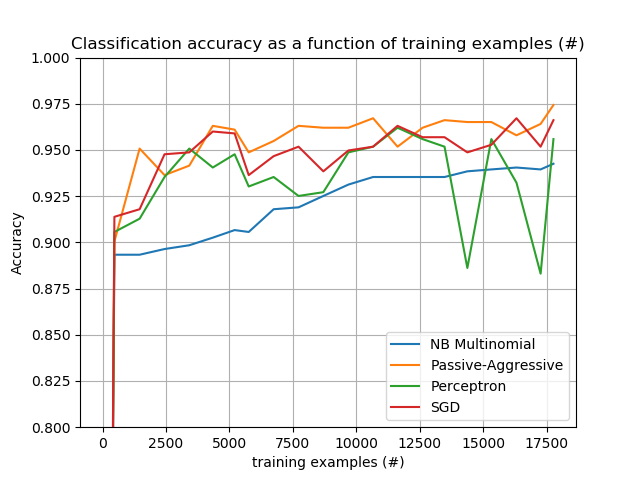 Classification accuracy as a function of training examples (#)
1.000
0.975
0.950
0.925
0.900
0.875
0.850
0.825
0.800
Accuracy
NB Multinomial
Passive-Aggressive
Perceptron
SGD
0 2500 5000 7500 10000 12500 15000 17500
training examples (#)